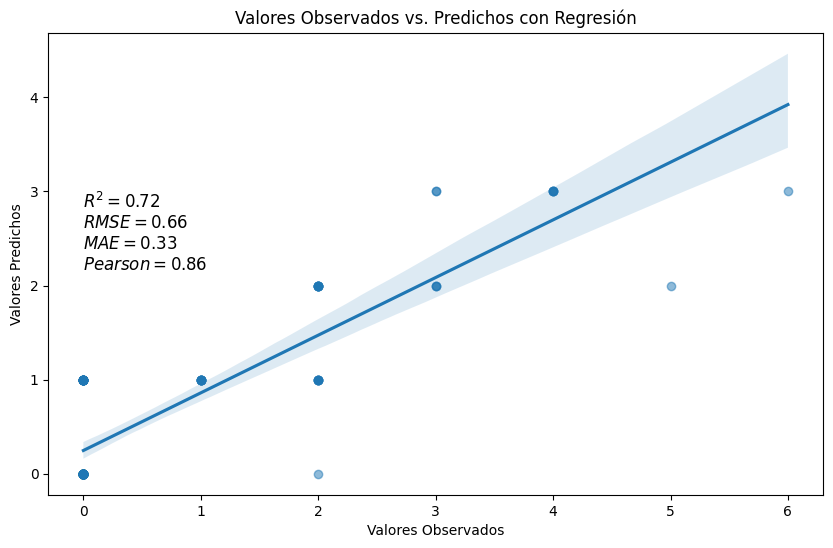 Valores Observados vs. Predichos con Regresión
Valores Predichos
4
3
2
1
0
R² = 0.72
RMSE = 0.66
MAE = 0.33
Pearson = 0.86
0 1 2 3 4 5 6
Valores Observados